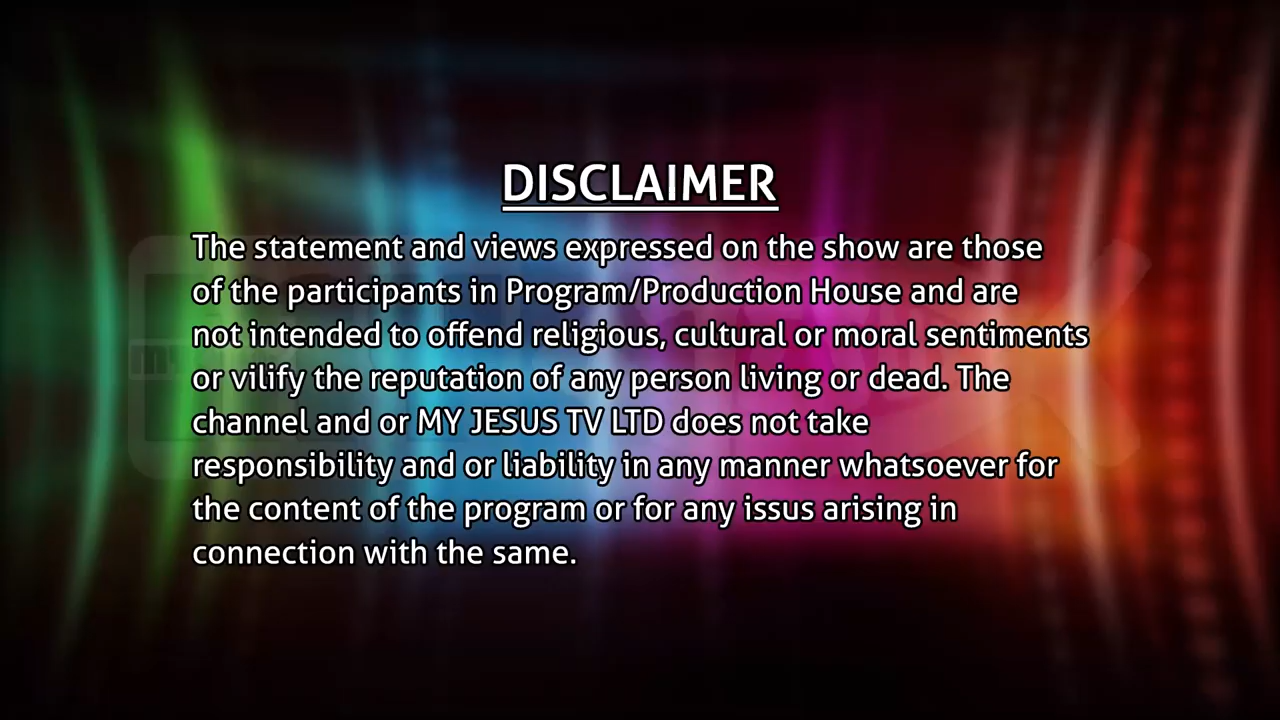 DISCLAIMER
The statement and views expressed on the show are those
of the participants in Program/Production House and are
not intended to offend religious, cultural or moral sentiments
or vilify the reputation of any person living or dead. The
channel and or MY JESUS TV LTD does not take
responsibility and or liability in any manner whatsoever for
the content of the program or for any issus arising in
connection with the same.